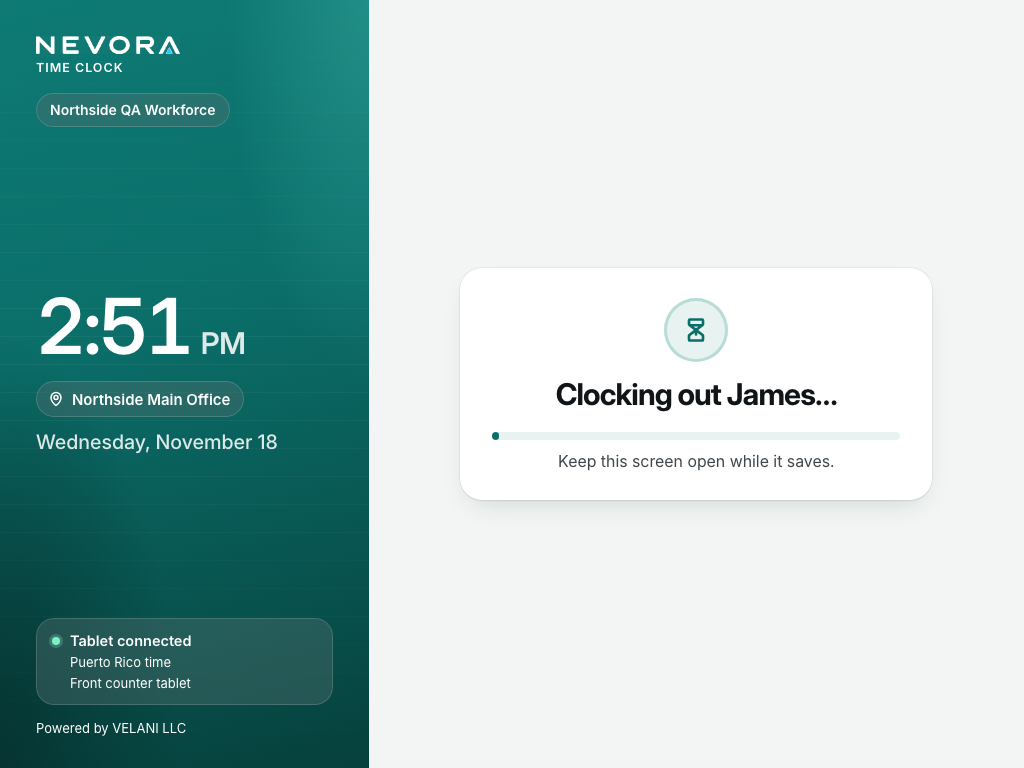 NEVORA
TIME CLOCK
Northside QA Workforce
2:51 PM
Northside Main Office
Wednesday, November 18
Tablet connected
Puerto Rico time
Front counter tablet
Powered by VELANI LLC
Clocking out James...
Keep this screen open while it saves.